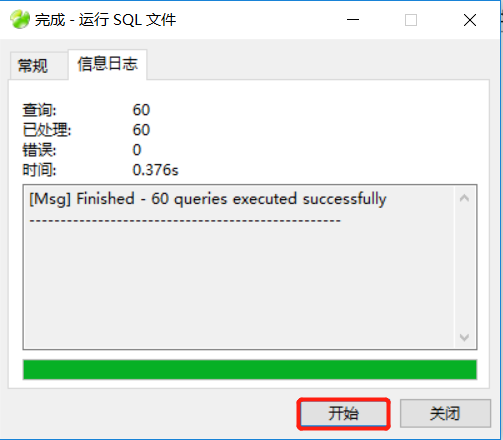 完成 - 运行 SQL 文件
常规 信息日志
查询: 60
已处理: 60
错误: 0
时间: 0.376s
[Msg] Finished - 60 queries executed successfully
--------------------------------------------------
开始 关闭